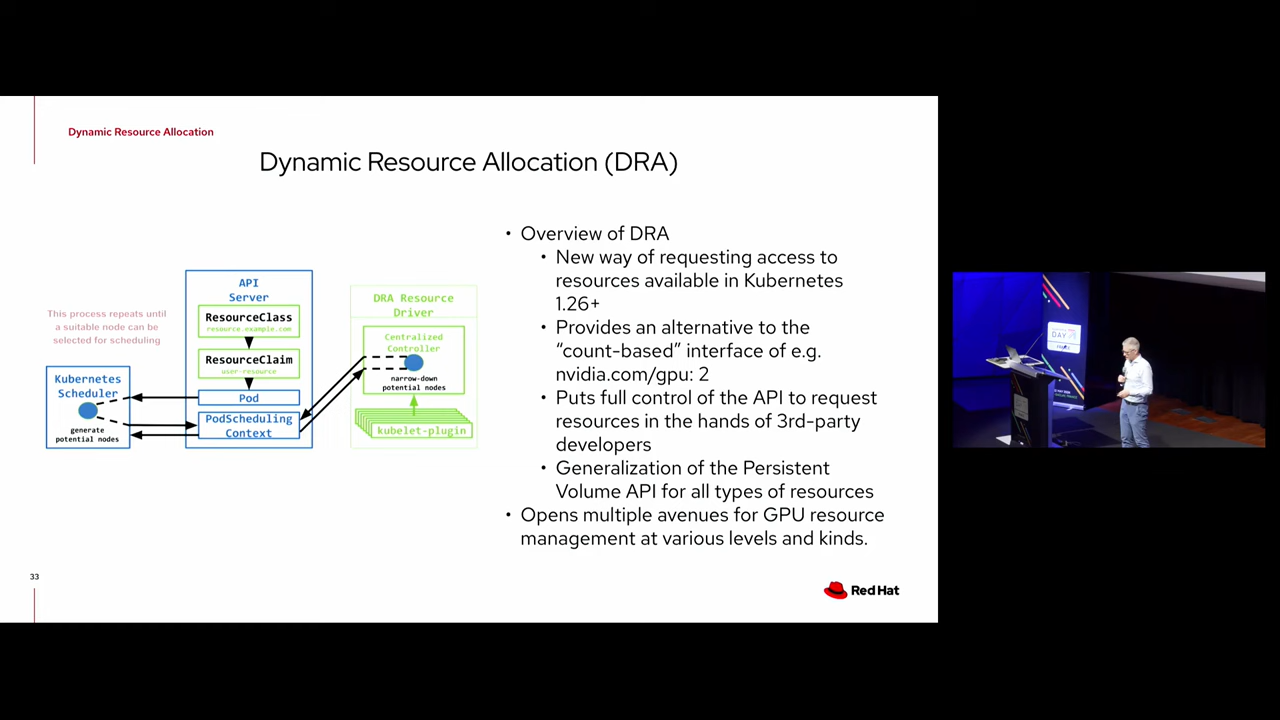 Dynamic Resource Allocation
Dynamic Resource Allocation (DRA)
This process repeats until
a suitable node can be
selected for scheduling
Kubernetes
Scheduler
generate
potential nodes
API
Server
ResourceClass
resource.example.com
ResourceClaim
user-resource
Pod
PodScheduling
Context
DRA Resource
Driver
Centralized
Controller
narrow-down
potential nodes
kubelet-plugin
• Overview of DRA
• New way of requesting access to
resources available in Kubernetes
1.26+
• Provides an alternative to the
“count-based” interface of e.g.
nvidia.com/gpu: 2
• Puts full control of the API to request
resources in the hands of 3rd-party
developers
• Generalization of the Persistent
Volume API for all types of resources
• Opens multiple avenues for GPU resource
management at various levels and kinds.
33
Red Hat
DAY